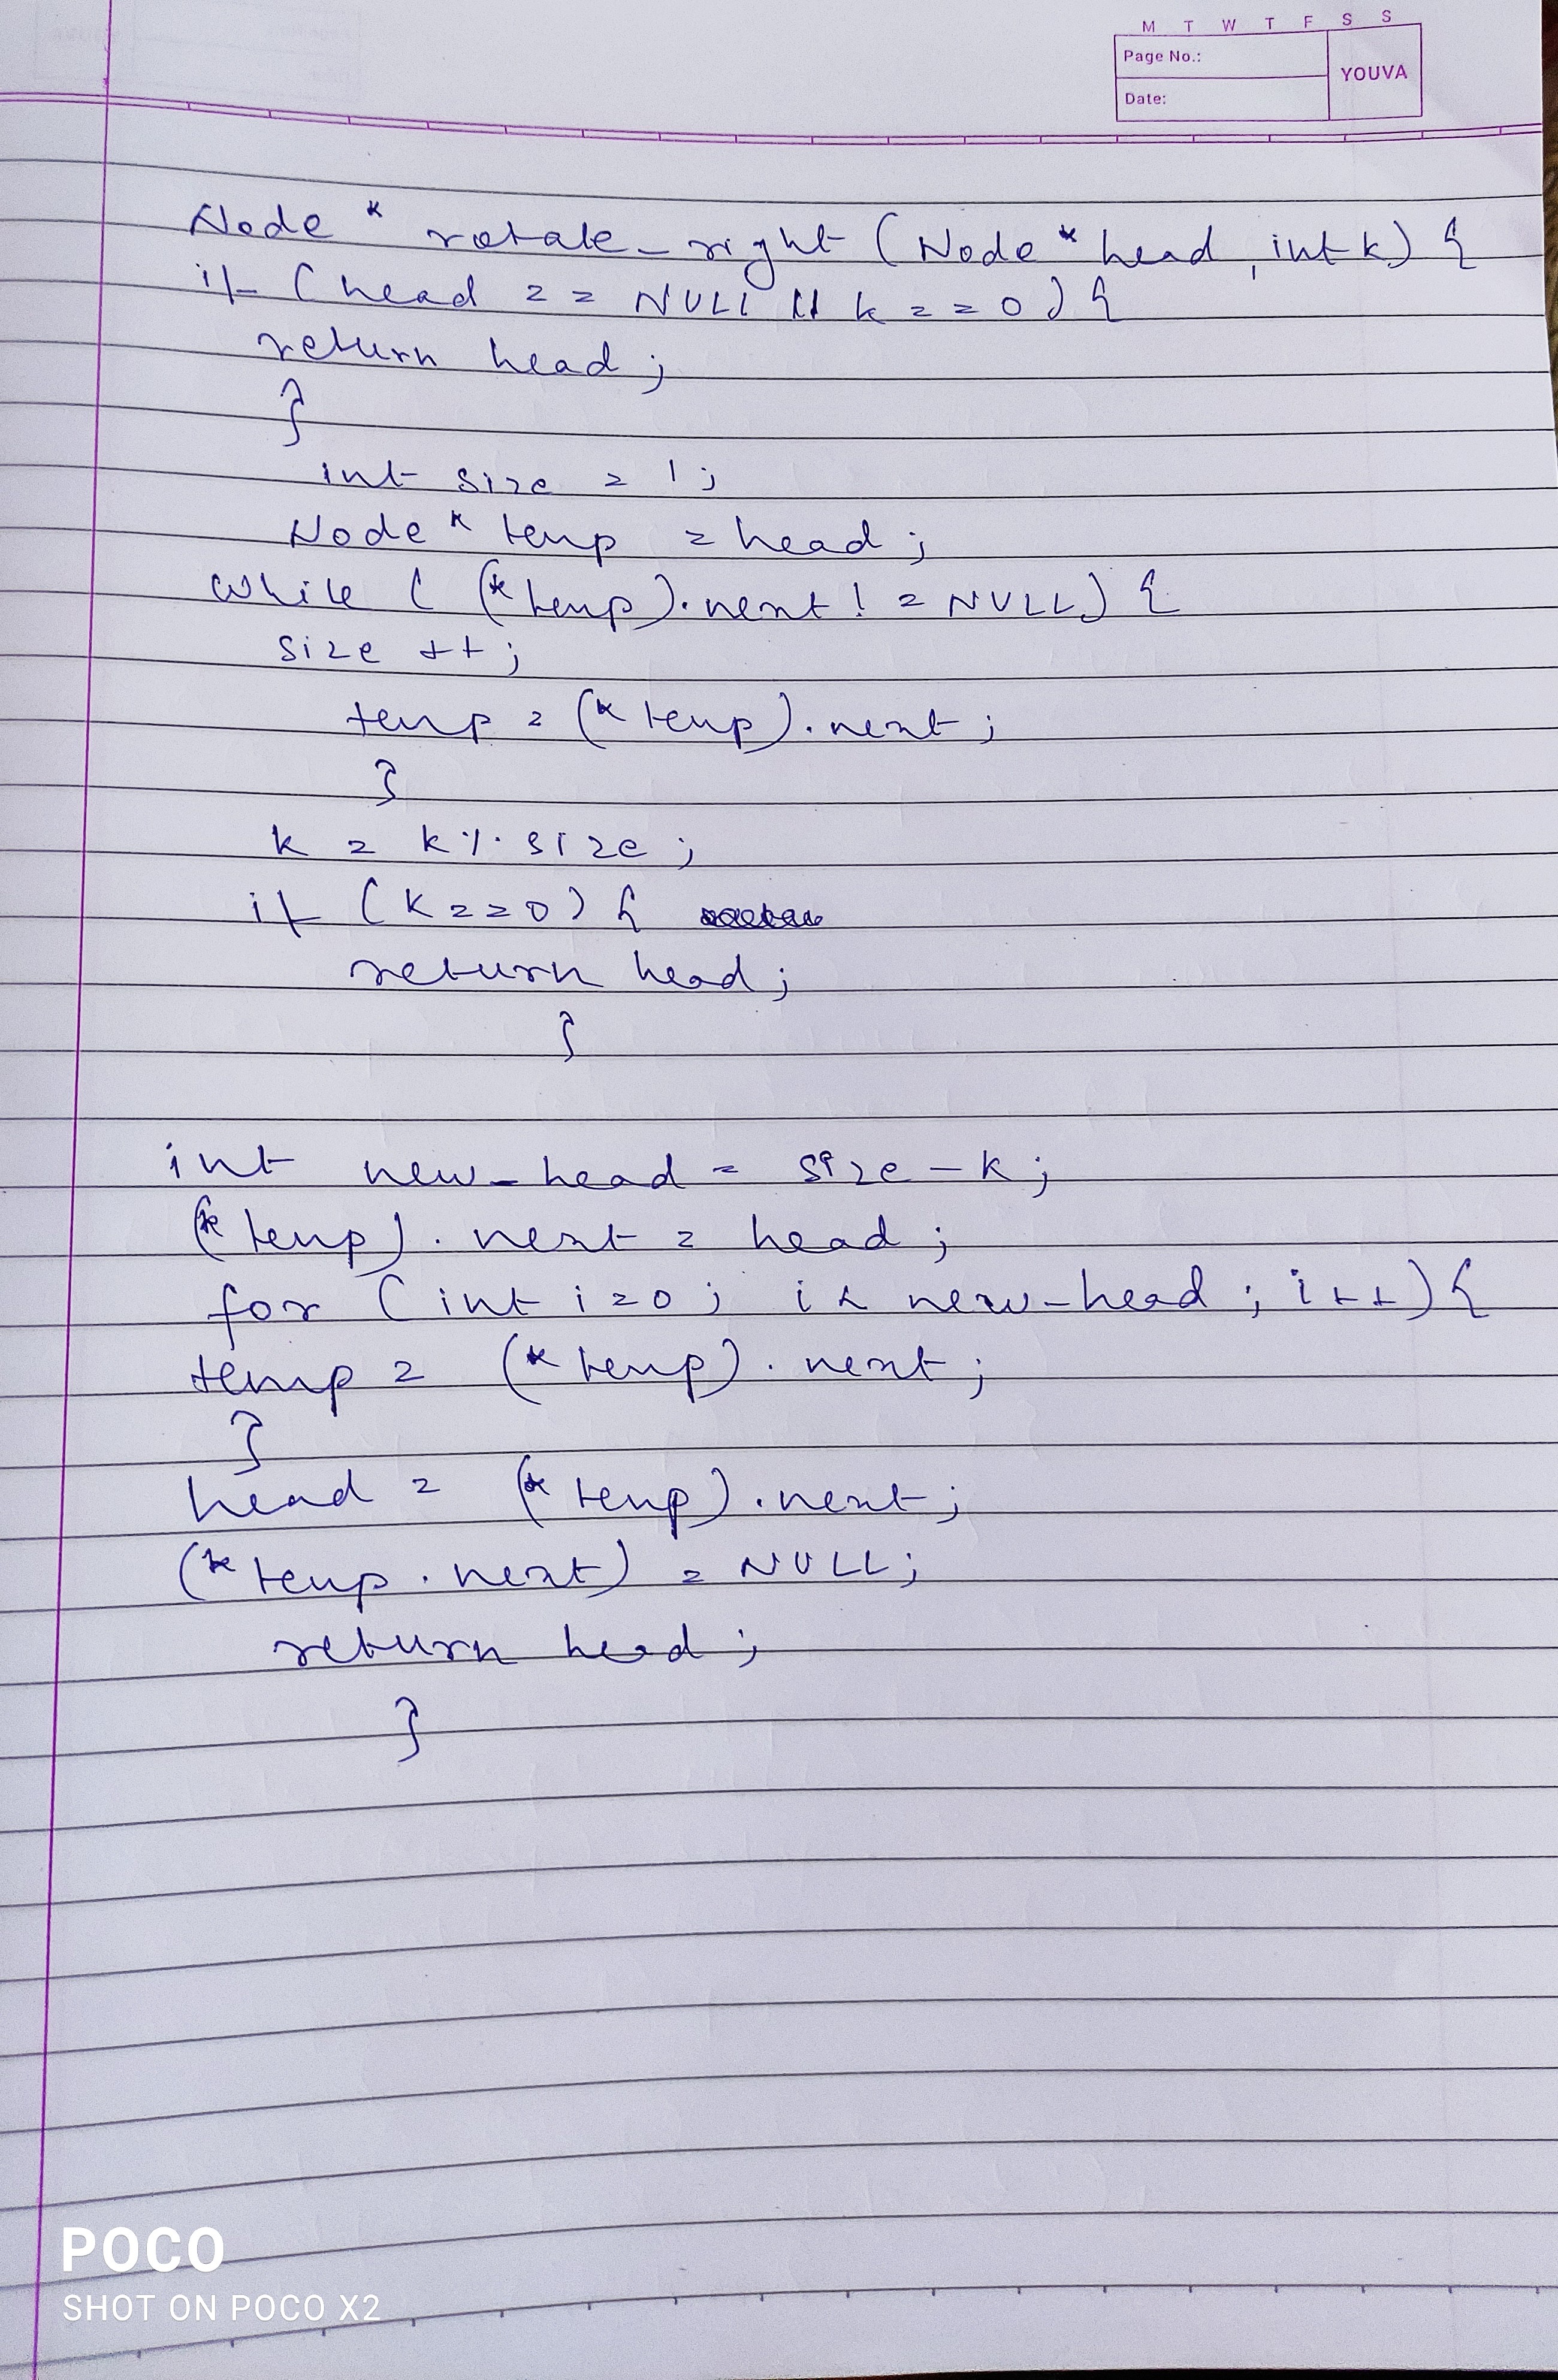 M T W T F S S
Page No.:
YOUVA
Date:
Node * rotate_right (Node * head, int k) {
if (head == NULL || k == 0) {
return head;
}
int size = 1;
Node * temp = head;
while ( (*temp).next != NULL) {
size ++;
temp = (*temp).next;
}
k = k % size;
if (k==0) {
return head;
}
int new_head = size - k;
(*temp).next = head;
for (int i=0; i < new_head; i++) {
temp = (*temp).next;
}
head = (*temp).next;
(*temp.next) = NULL;
return head;
}
POCO
SHOT ON POCO X2